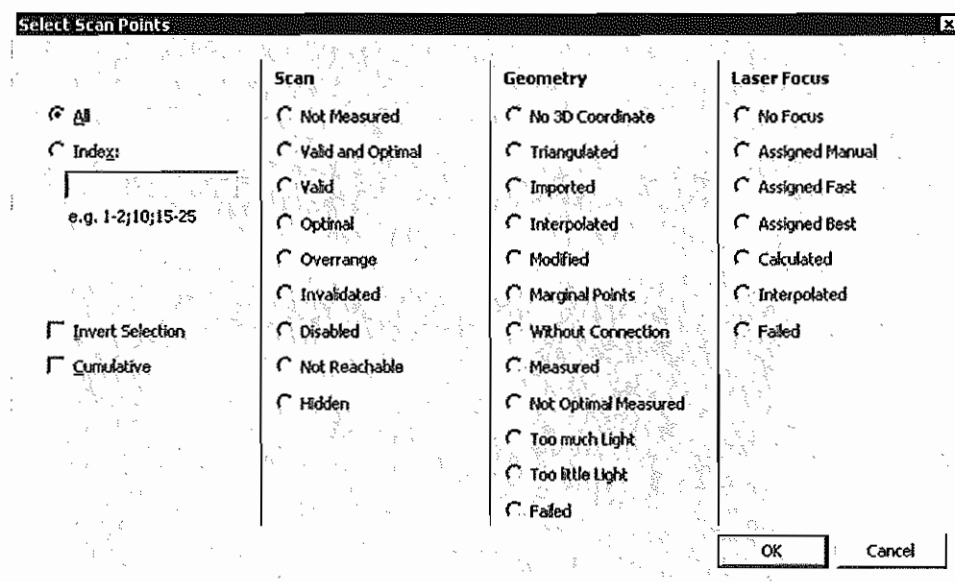 Select Scan Points
All
Index:
e.g. 1-2;10;15-25
Invert Selection
Cumulative
Scan
Not Measured
Valid and Optimal
Valid
Optimal
Overrange
Invalidated
Disabled
Not Reachable
Hidden
Geometry
No 3D Coordinate
Triangulated
Imported
Interpolated
Modified
Marginal Points
Without Connection
Measured
Not Optimal Measured
Too much Light
Too little Light
Failed
Laser Focus
No Focus
Assigned Manual
Assigned Fast
Assigned Best
Calculated
Interpolated
Failed
OK
Cancel